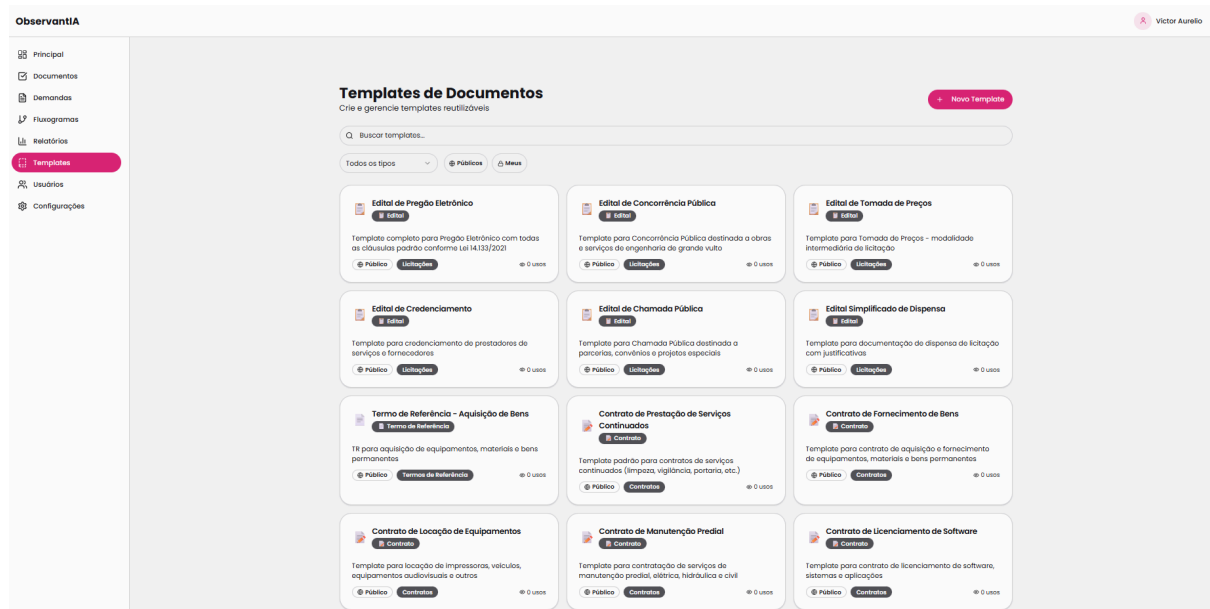 ObservantIA
Victor Aurelio
Principal
Documentos
Demandas
Fluxogramas
Relatórios
Templates
Usuários
Configurações
Templates de Documentos
Crie e gerencie templates reutilizáveis
+ Novo Template
Buscar templates...
Todos os tipos
Públicos
Meus
Edital de Pregão Eletrônico
Edital
Template completo para Pregão Eletrônico com todas
as cláusulas padrão conforme Lei 14.133/2021
Público
Licitações
0 usos
Edital de Concorrência Pública
Edital
Template para Concorrência Pública destinada a obras
e serviços de engenharia de grande vulto
Público
Licitações
0 usos
Edital de Tomada de Preços
Edital
Template para Tomada de Preços - modalidade
intermediária de licitação
Público
Licitações
0 usos
Edital de Credenciamento
Edital
Template para credenciamento de prestadores de
serviços e fornecedores
Público
Licitações
0 usos
Edital de Chamada Pública
Edital
Template para Chamada Pública destinada a
parcerias, convênios e projetos especiais
Público
Licitações
0 usos
Edital Simplificado de Dispensa
Edital
Template para documentação de dispensa de licitação
com justificativas
Público
Licitações
0 usos
Termo de Referência - Aquisição de Bens
Termo de Referência
TR para aquisição de equipamentos, materiais e bens
permanentes
Público
Termos de Referência
0 usos
Contrato de Prestação de Serviços
Continuados
Contrato
Template padrão para contratos de serviços
continuados (limpeza, vigilância, portaria, etc.)
Público
Contratos
0 usos
Contrato de Fornecimento de Bens
Contrato
Template para contrato de aquisição e fornecimento
de equipamentos, materiais e bens permanentes
Público
Contratos
0 usos
Contrato de Locação de Equipamentos
Contrato
Template para locação de impressoras, veículos,
equipamentos audiovisuais e outros
Público
Contratos
0 usos
Contrato de Manutenção Predial
Contrato
Template para contratação de serviços de
manutenção predial, elétrica, hidráulica e civil
Público
Contratos
0 usos
Contrato de Licenciamento de Software
Contrato
Template para contrato de licenciamento de software,
sistemas e aplicações
Público
Contratos
0 usos